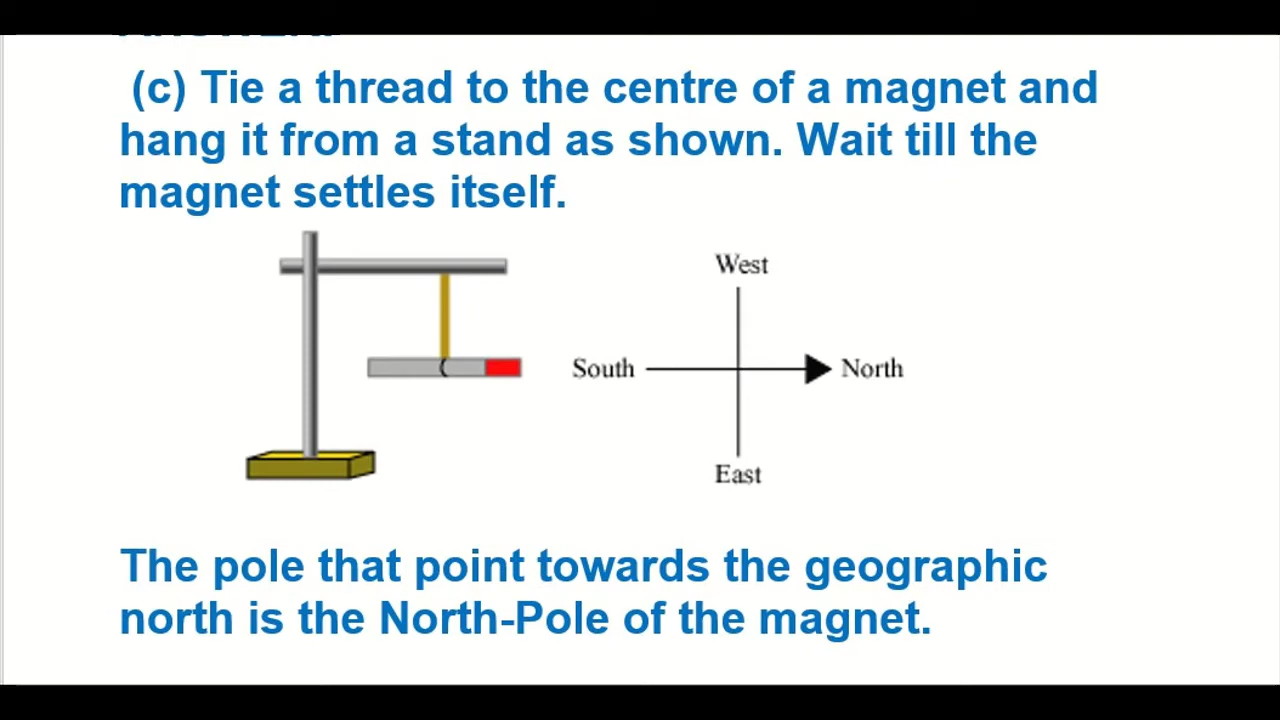 (c) Tie a thread to the centre of a magnet and
hang it from a stand as shown. Wait till the
magnet settles itself.
West
South
North
East
The pole that point towards the geographic
north is the North-Pole of the magnet.